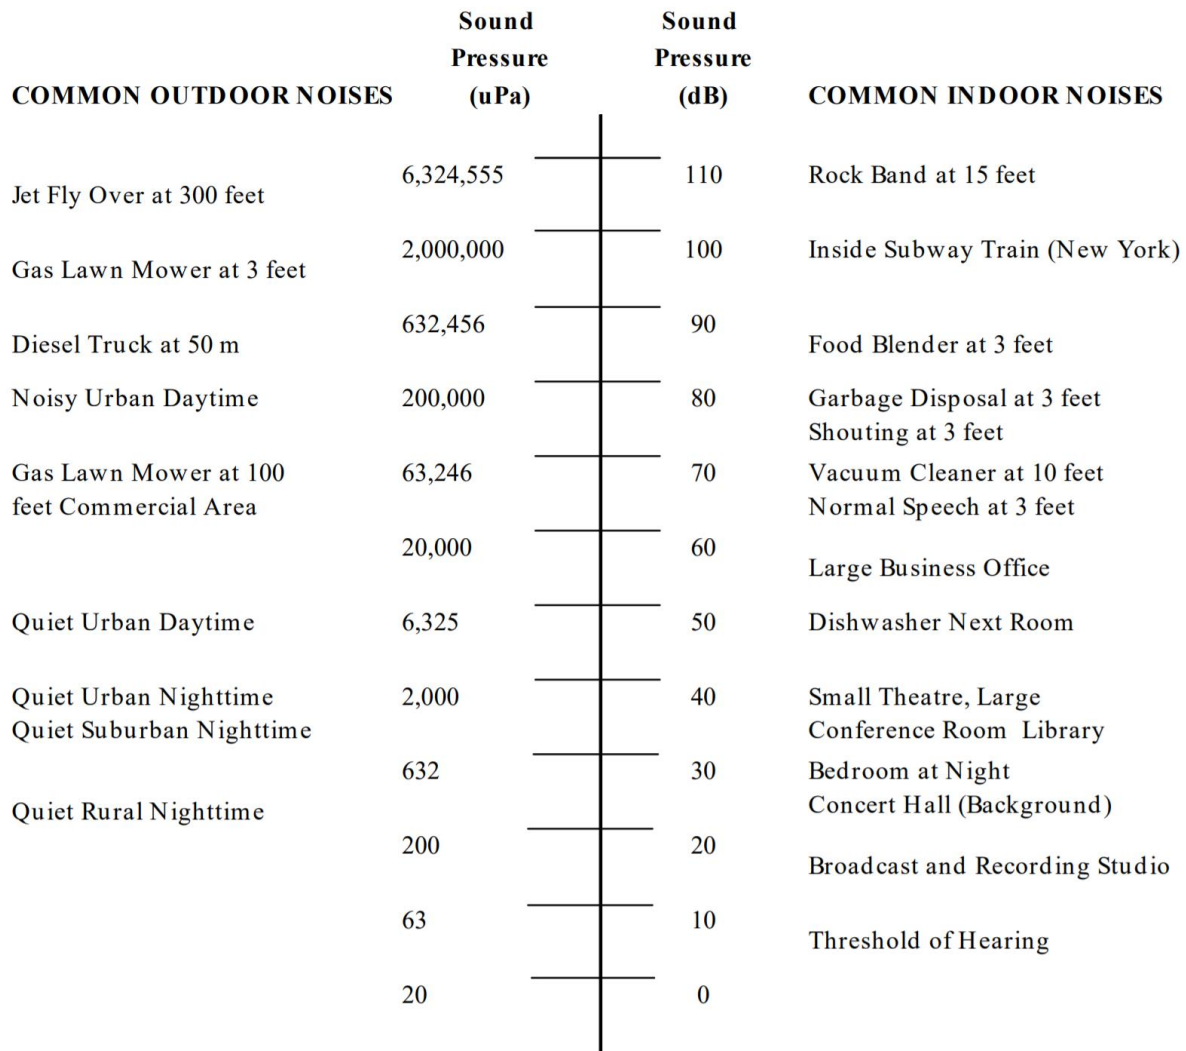 Sound Sound
Pressure Pressure
COMMON OUTDOOR NOISES (uPa) (dB) COMMON INDOOR NOISES
6,324,555 110 Rock Band at 15 feet
Jet Fly Over at 300 feet
2,000,000 100 Inside Subway Train (New York)
Gas Lawn Mower at 3 feet
632,456 90
Diesel Truck at 50 m Food Blender at 3 feet
Noisy Urban Daytime 200,000 80 Garbage Disposal at 3 feet
Shouting at 3 feet
Gas Lawn Mower at 100 63,246 70 Vacuum Cleaner at 10 feet
feet Commercial Area Normal Speech at 3 feet
20,000 60
Large Business Office
Quiet Urban Daytime 6,325 50 Dishwasher Next Room
Quiet Urban Nighttime 2,000 40 Small Theatre, Large
Quiet Suburban Nighttime Conference Room Library
632 30 Bedroom at Night
Quiet Rural Nighttime Concert Hall (Background)
200 20
Broadcast and Recording Studio
63 10
Threshold of Hearing
20 0